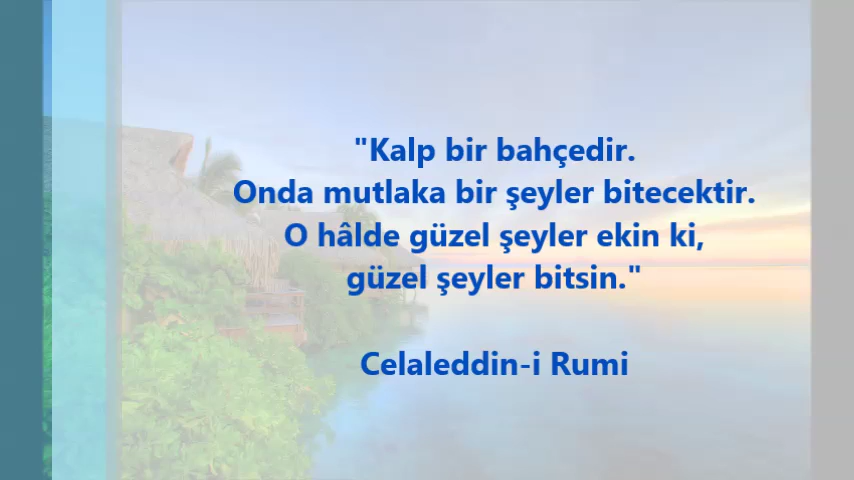 "Kalp bir bahçedir.
Onda mutlaka bir şeyler bitecektir.
O hâlde güzel şeyler ekin ki,
güzel şeyler bitsin."
Celaleddin-i Rumi